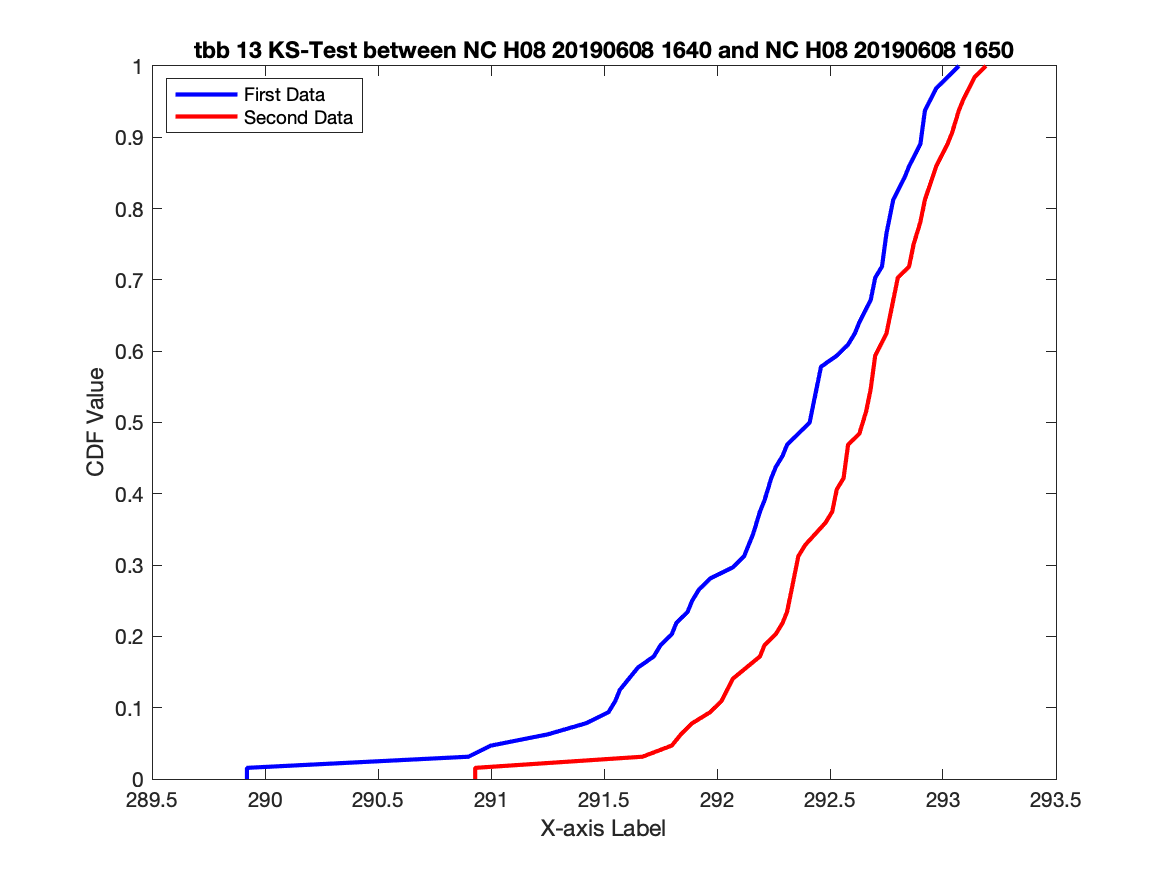 tbb 13 KS-Test between NC H08 20190608 1640 and NC H08 20190608 1650
First Data
Second Data
1
0.9
0.8
0.7
0.6
0.5
0.4
0.3
0.2
0.1
0
CDF Value
289.5 290 290.5 291 291.5 292 292.5 293 293.5
X-axis Label